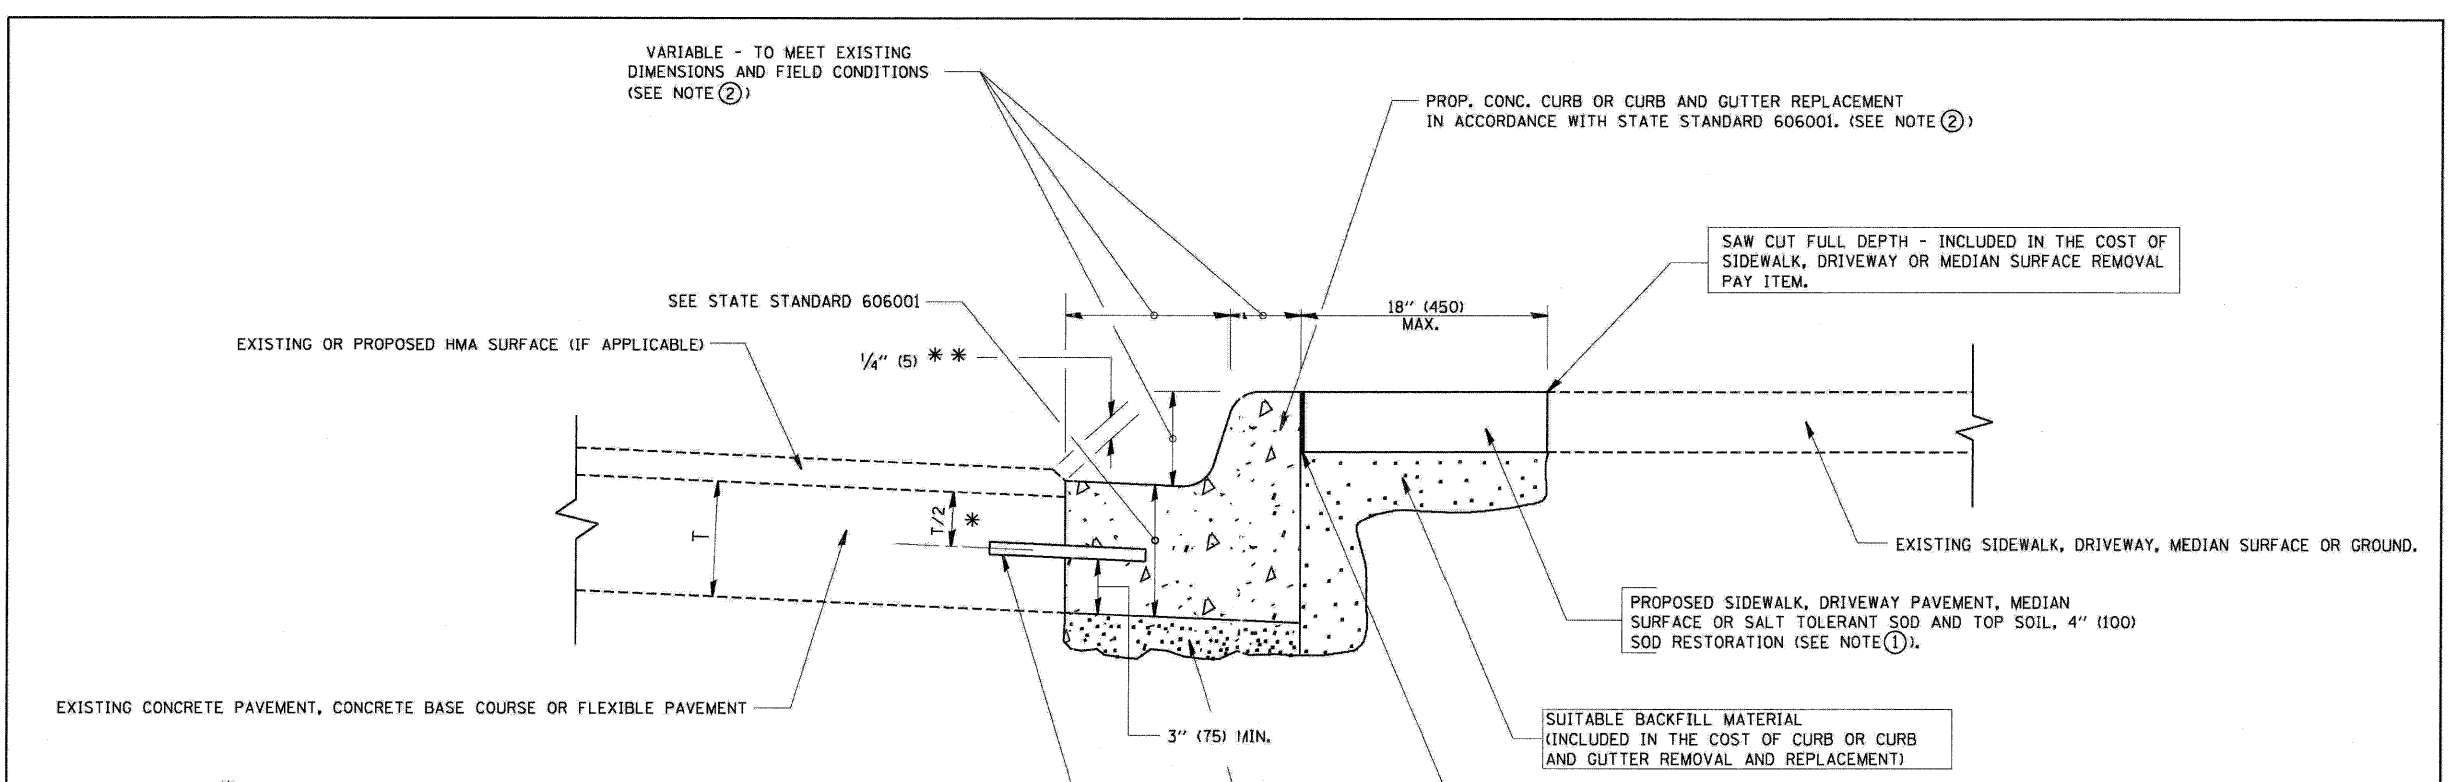 VARIABLE - TO MEET EXISTING
DIMENSIONS AND FIELD CONDITIONS
(SEE NOTE ②)
PROP. CONC. CURB OR CURB AND GUTTER REPLACEMENT
IN ACCORDANCE WITH STATE STANDARD 606001. (SEE NOTE ②)
SAW CUT FULL DEPTH - INCLUDED IN THE COST OF
SIDEWALK, DRIVEWAY OR MEDIAN SURFACE REMOVAL
PAY ITEM.
SEE STATE STANDARD 606001
18" (450)
MAX.
EXISTING OR PROPOSED HMA SURFACE (IF APPLICABLE)
1/4" (5) * *
T
T/2 *
EXISTING SIDEWALK, DRIVEWAY, MEDIAN SURFACE OR GROUND.
PROPOSED SIDEWALK, DRIVEWAY PAVEMENT, MEDIAN
SURFACE OR SALT TOLERANT SOD AND TOP SOIL, 4" (100)
SOD RESTORATION (SEE NOTE ①).
EXISTING CONCRETE PAVEMENT, CONCRETE BASE COURSE OR FLEXIBLE PAVEMENT
3" (75) MIN.
SUITABLE BACKFILL MATERIAL
(INCLUDED IN THE COST OF CURB OR CURB
AND GUTTER REMOVAL AND REPLACEMENT)